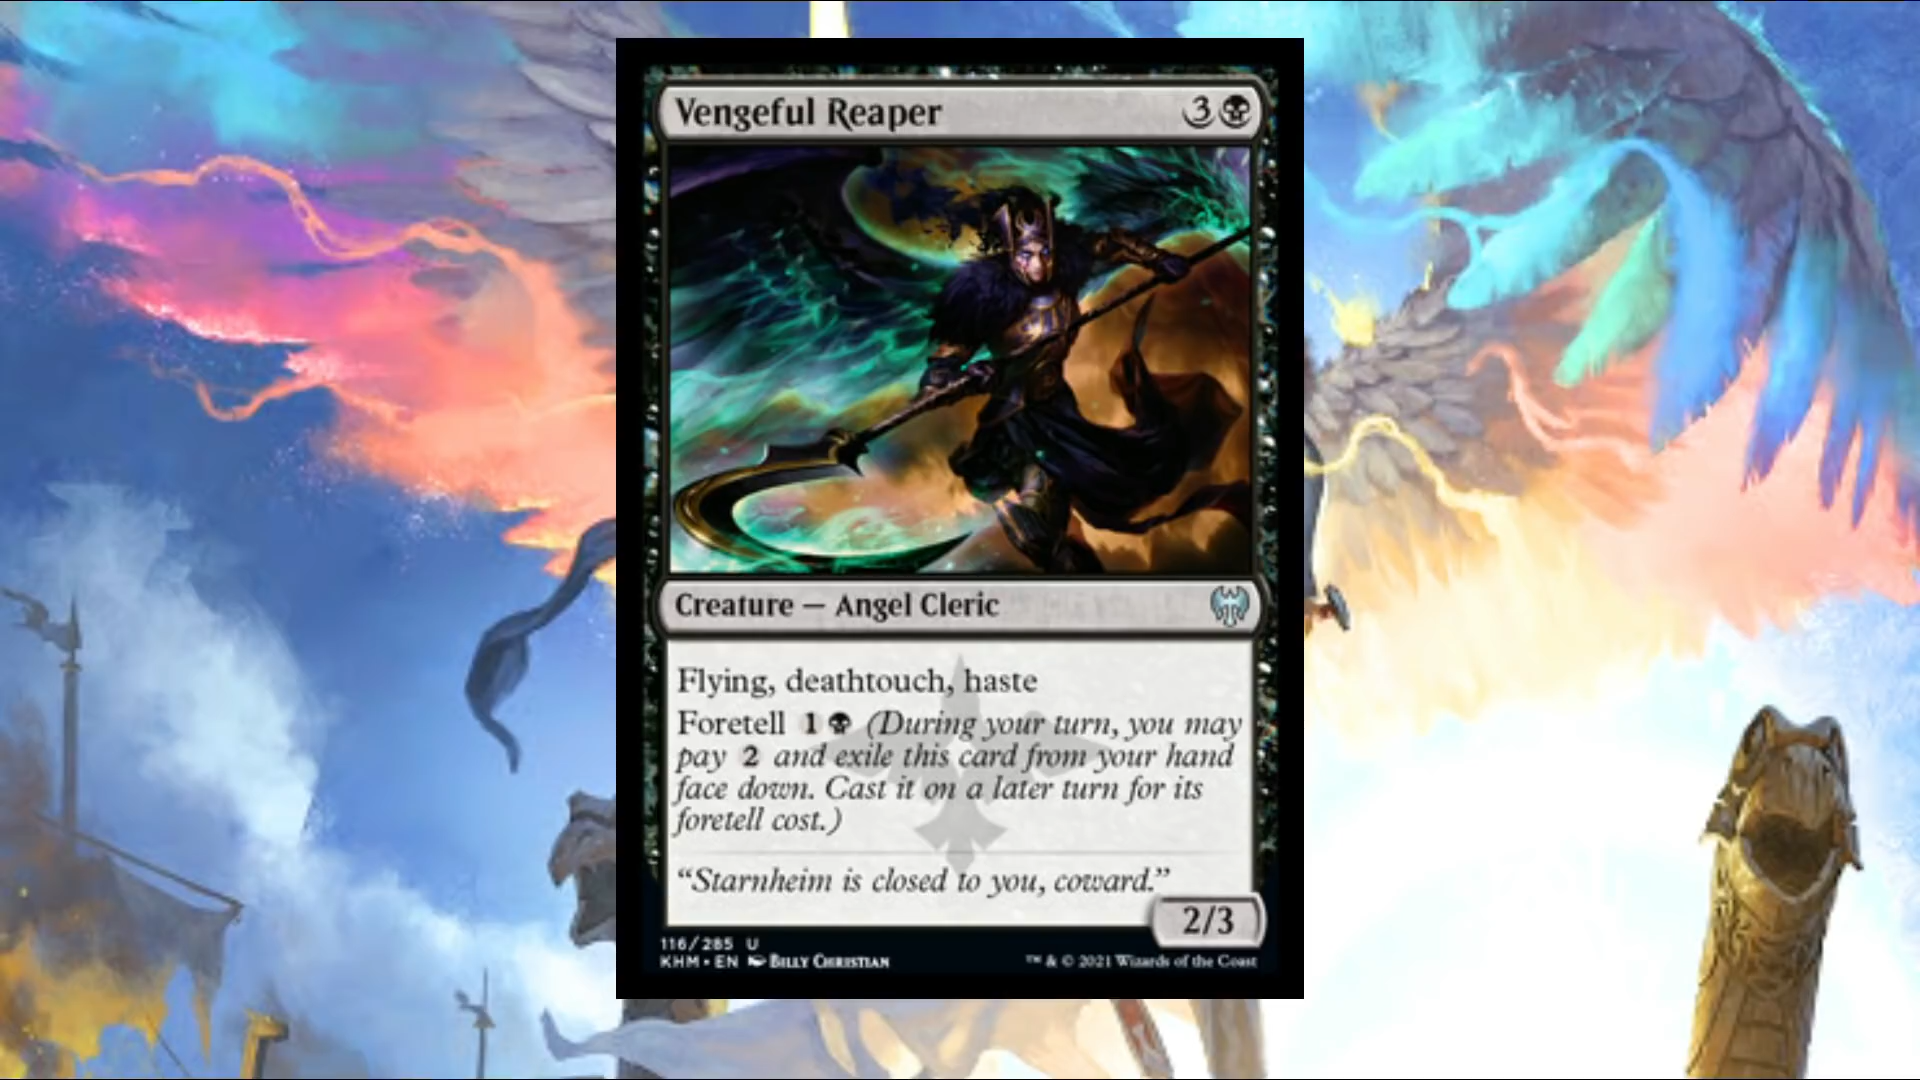 Vengeful Reaper 3
Creature — Angel Cleric
Flying, deathtouch, haste
Foretell 1 (During your turn, you may
pay 2 and exile this card from your hand
face down. Cast it on a later turn for its
foretell cost.)
“Starnheim is closed to you, coward.”
2/3
116/285 U
KHM • EN Billy Christian
™ & © 2021 Wizards of the Coast